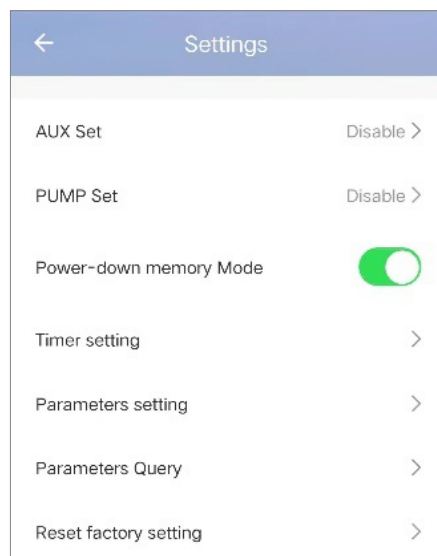 Settings
AUX Set Disable
PUMP Set Disable
Power-down memory Mode
Timer setting
Parameters setting
Parameters Query
Reset factory setting